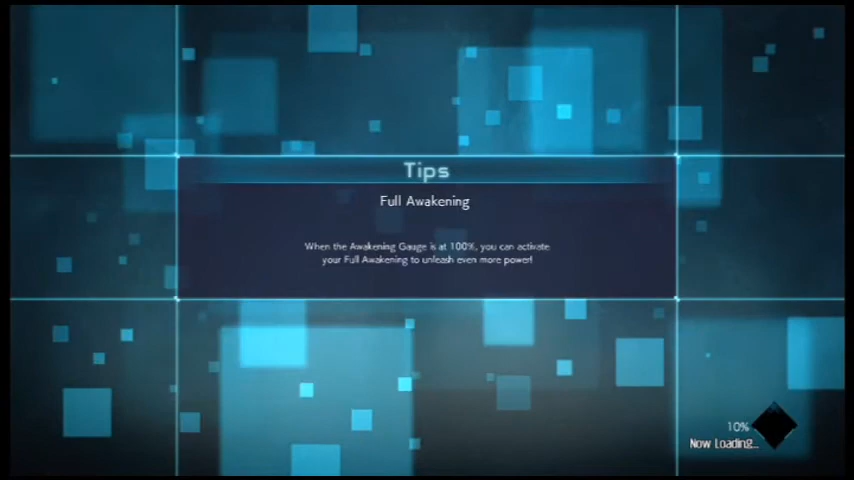 Tips
Full Awakening
When the Awakening Gauge is at 100%, you can activate
your Full Awakening to unleash even more power!
10%
Now Loading...